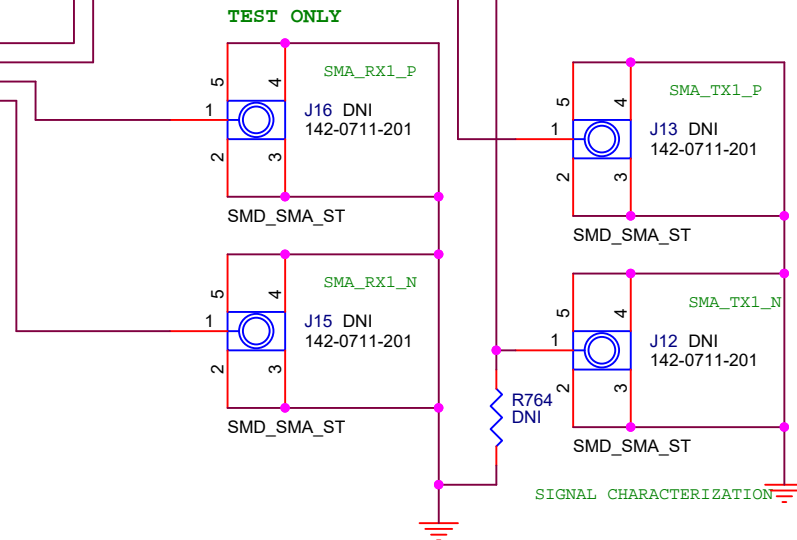 TEST ONLY
SMA_RX1_P
5
4
1
J16 DNI
142-0711-201
2
3
SMD_SMA_ST
SMA_RX1_N
5
4
1
J15 DNI
142-0711-201
2
3
SMD_SMA_ST
SMA_TX1_P
5
4
1
J13 DNI
142-0711-201
2
3
SMD_SMA_ST
SMA_TX1_N
5
4
1
J12 DNI
142-0711-201
2
3
R764
DNI
SMD_SMA_ST
SIGNAL CHARACTERIZATION